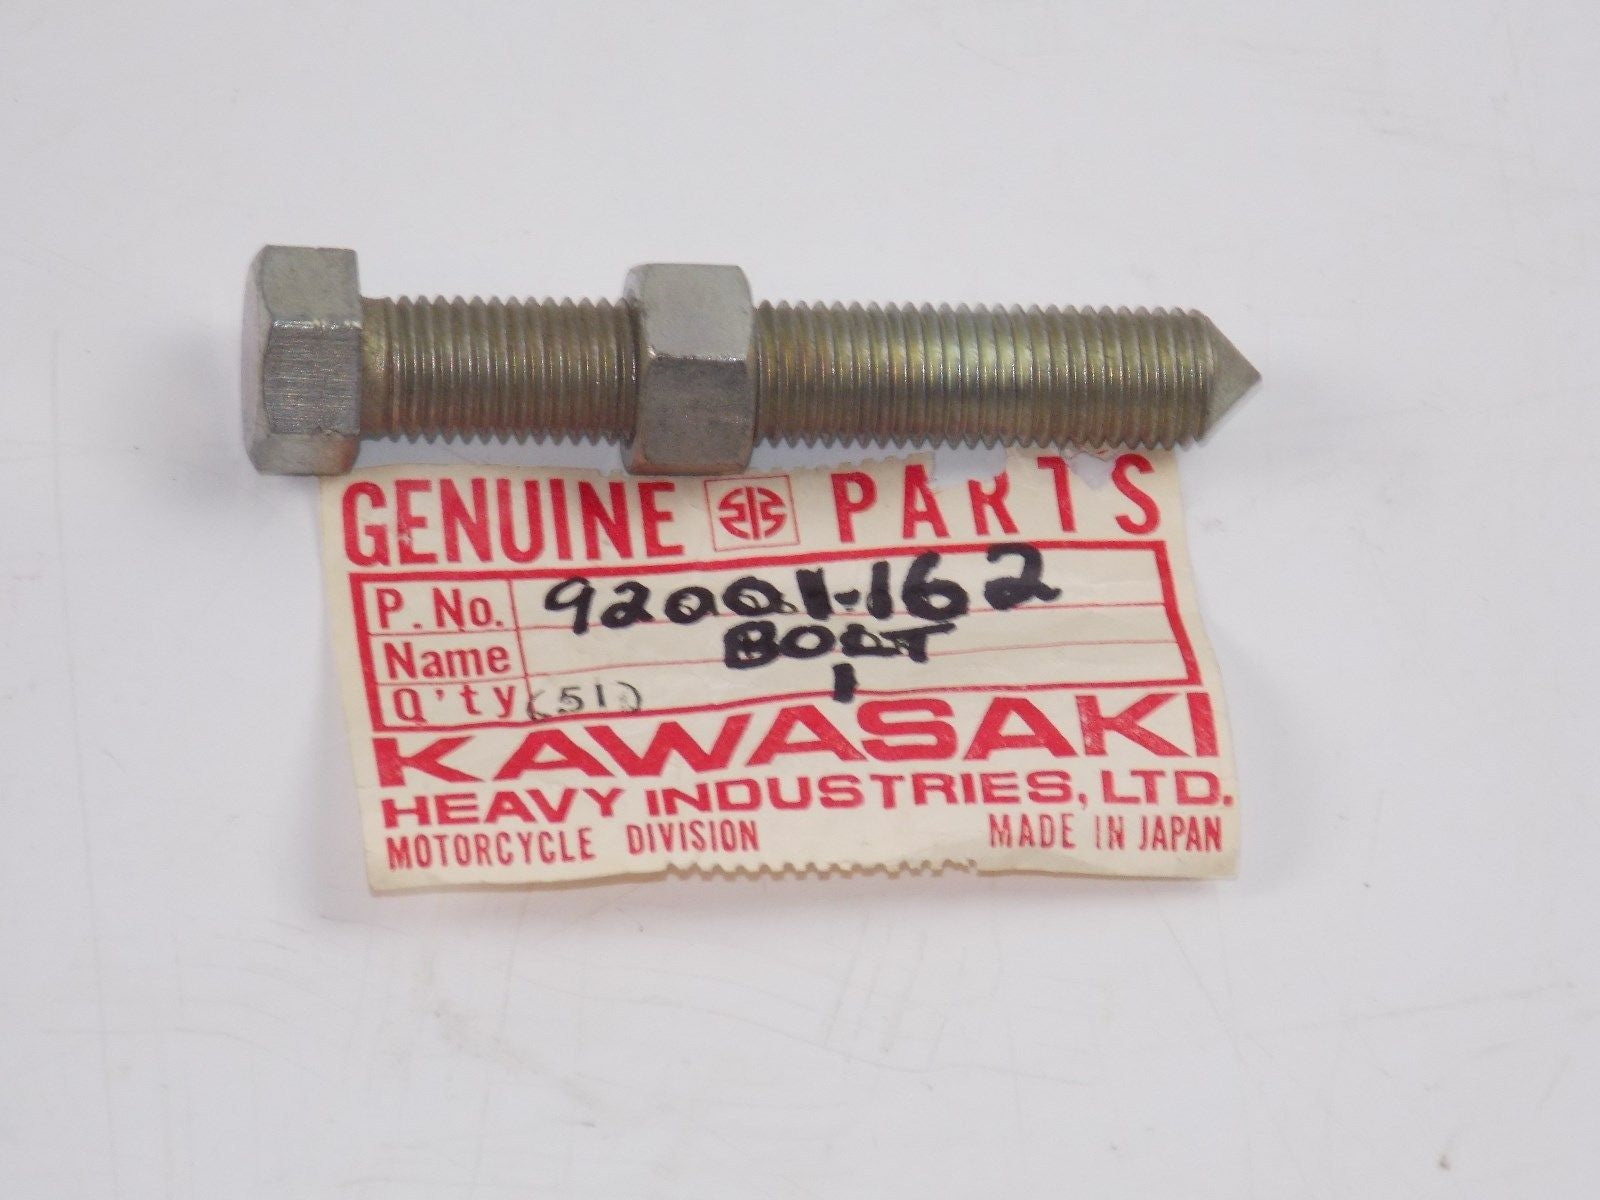 GENUINE PARTS
P. No. 92001-162
Name BOLT
Q'ty (51) 1
KAWASAKI
HEAVY INDUSTRIES, LTD.
MOTORCYCLE DIVISION MADE IN JAPAN